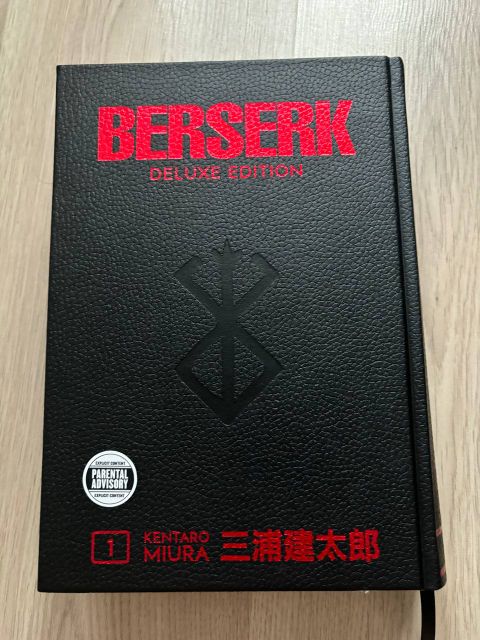 BERSERK
DELUXE EDITION
EXPLICIT CONTENT
PARENTAL
ADVISORY
EXPLICIT CONTENT
1
KENTARO
MIURA
三浦建太郎